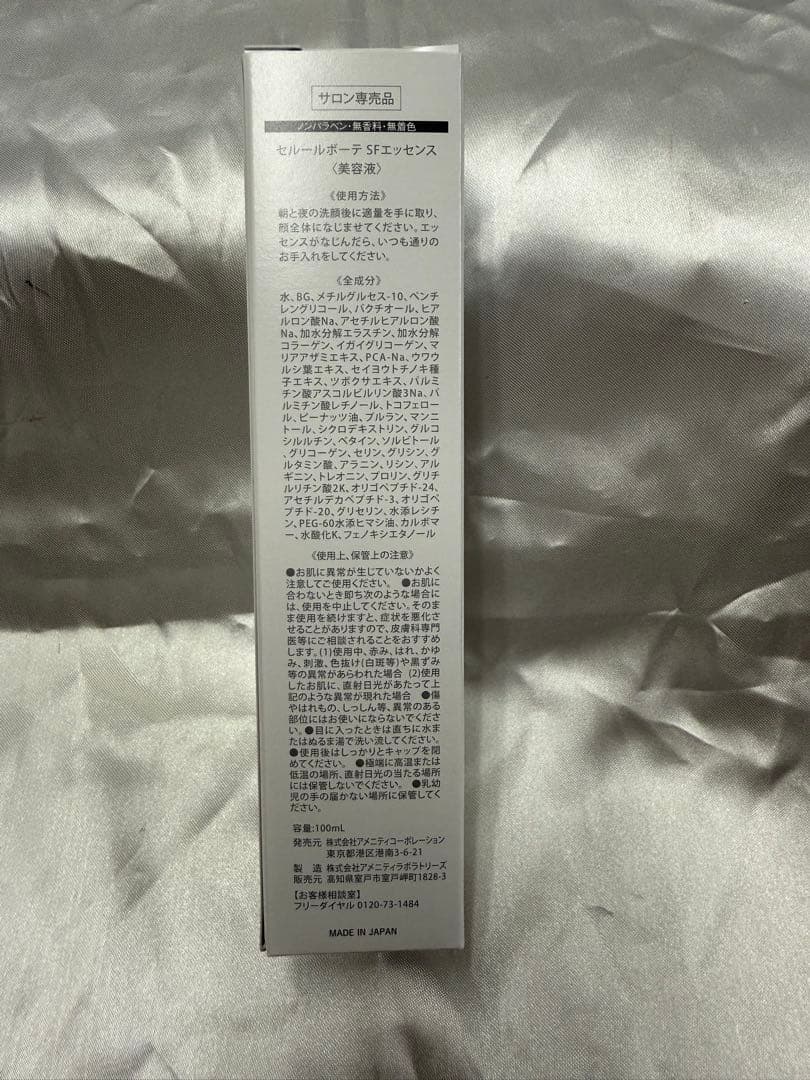 サロン専売品
ノンパラベン・無香料・無着色
セルールボーテ SFエッセンス
〈美容液〉
《使用方法》
朝と夜の洗顔後に適量を手に取り、
顔全体になじませてください。エッ
センスがなじんだら、いつも通りの
お手入れをしてください。
《全成分》
水、BG、メチルグルセス-10、ペンチ
レングリコール、バクチオール、ヒア
ルロン酸Na、アセチルヒアルロン酸
Na、加水分解エラスチン、加水分解
コラーゲン、イガイグリコーゲン、マ
リアアザミエキス、PCA-Na、ウワウ
ルシ葉エキス、セイヨウトチノキ種
子エキス、ツボクサエキス、パルミ
チン酸アスコルビルリン酸3Na、パ
ルミチン酸レチノール、トコフェロー
ル、ピーナッツ油、プルラン、マンニ
トール、シクロデキストリン、グルコ
シルルチン、ベタイン、ソルビトール
、グリコーゲン、セリン、グリシン、グ
ルタミン酸、アラニン、リシン、アル
ギニン、トレオニン、プロリン、グリチ
ルリチン酸2K、オリゴペプチド-24、
アセチルデカペプチド-3、オリゴペ
プチド-20、グリセリン、水添レシチ
ン、PEG-60水添ヒマシ油、カルボマ
ー、水酸化K、フェノキシエタノール
《使用上、保管上の注意》
●お肌に異常が生じていないかよく
注意してご使用ください。 ●お肌に
合わないとき即ち次のような場合に
は、使用を中止してください。そのま
ま使用を続けますと、症状を悪化さ
せることがありますので、皮膚科専門
医等にご相談されることをおすすめ
します。(1)使用中、赤み、はれ、かゆ
み、刺激、色抜け(白斑等)や黒ずみ
等の異常があらわれた場合 (2)使用
したお肌に、直射日光があたって上
記のような異常が現れた場合 ●傷
やはれもの、しっしん等、異常のある
部位にはお使いにならないでくださ
い。●目に入ったときは直ちに水ま
たはぬるま湯で洗い流してください。
●使用後はしっかりとキャップを閉
めてください。 ●極端に高温または
低温の場所、直射日光の当たる場所
には保管しないでください。 ●乳幼
児の手の届かない場所に保管してく
ださい。
容量:100mL
発売元 株式会社アメニティコーポレーション
東京都港区港南3-6-21
製 造 株式会社アメニティラボラトリーズ
販売元 高知県室戸市室戸岬町1828-3
【お客様相談室】
フリーダイヤル 0120-73-1484
MADE IN JAPAN